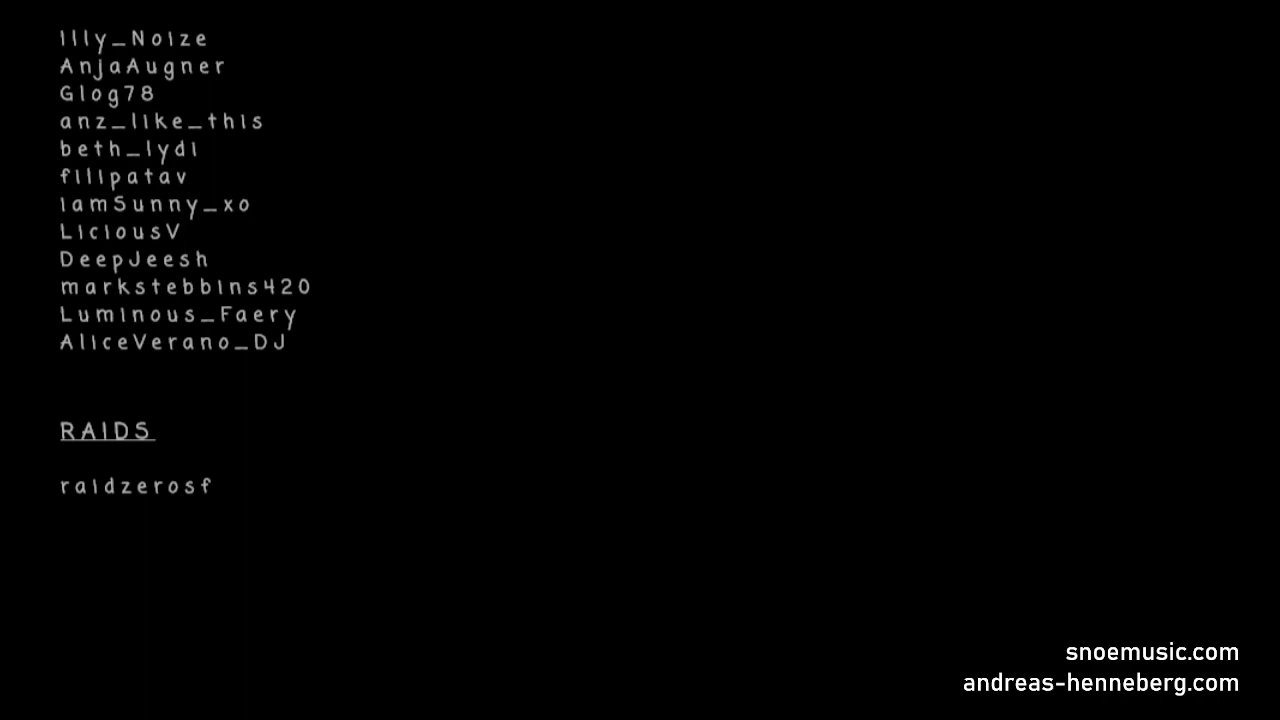 Illy_Noize
AnjaAugner
Glog78
anz_like_this
beth_lydi
filipatav
IamSunny_xo
LiciousV
DeepJeesh
markstebbins420
Luminous_Faery
AliceVerano_DJ
RAIDS
raidzerosf
snoemusic.com
andreas-henneberg.com